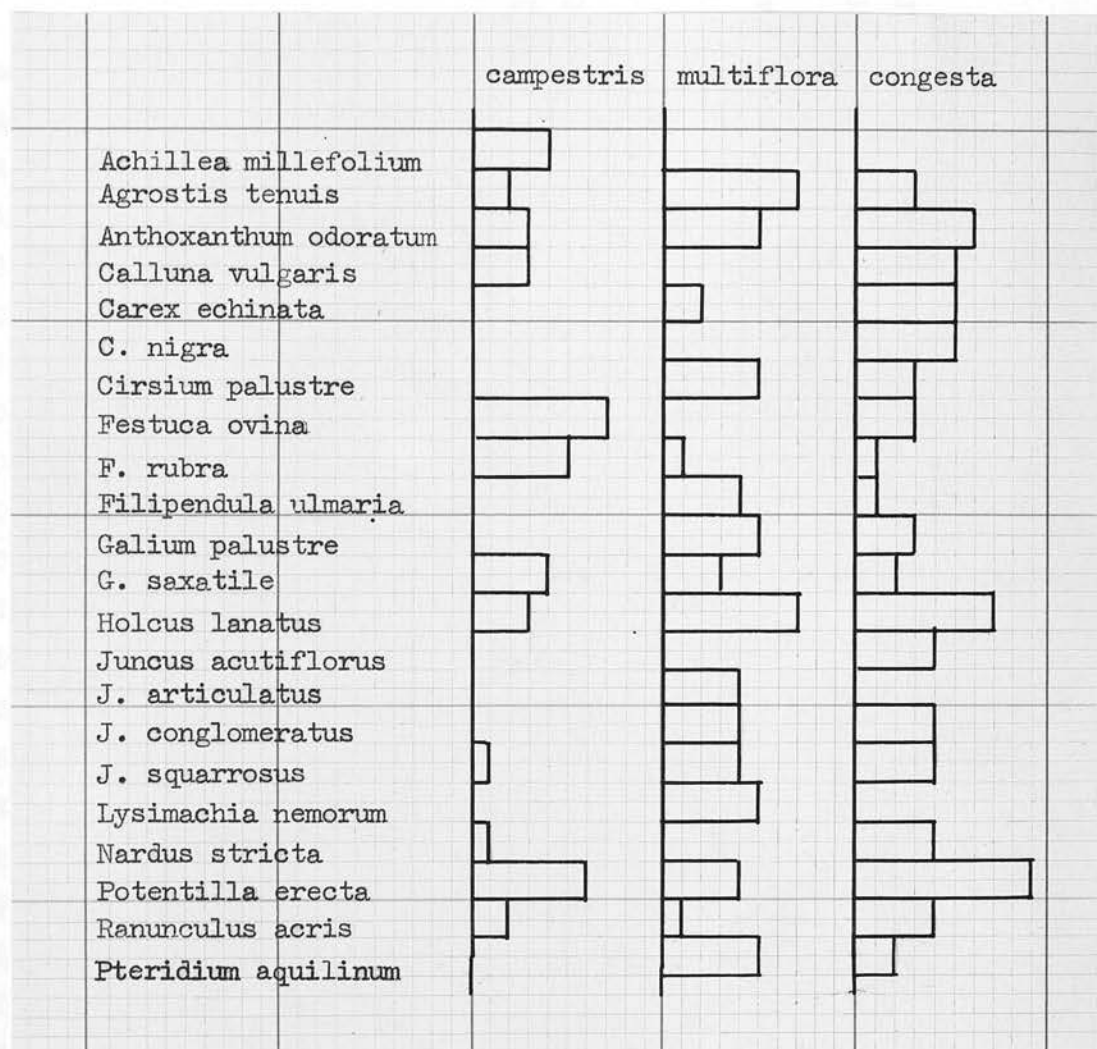 campestris multiflora congesta
Achillea millefolium
Agrostis tenuis
Anthoxanthum odoratum
Calluna vulgaris
Carex echinata
C. nigra
Cirsium palustre
Festuca ovina
F. rubra
Filipendula ulmaria
Galium palustre
G. saxatile
Holcus lanatus
Juncus acutiflorus
J. articulatus
J. conglomeratus
J. squarrosus
Lysimachia nemorum
Nardus stricta
Potentilla erecta
Ranunculus acris
Pteridium aquilinum